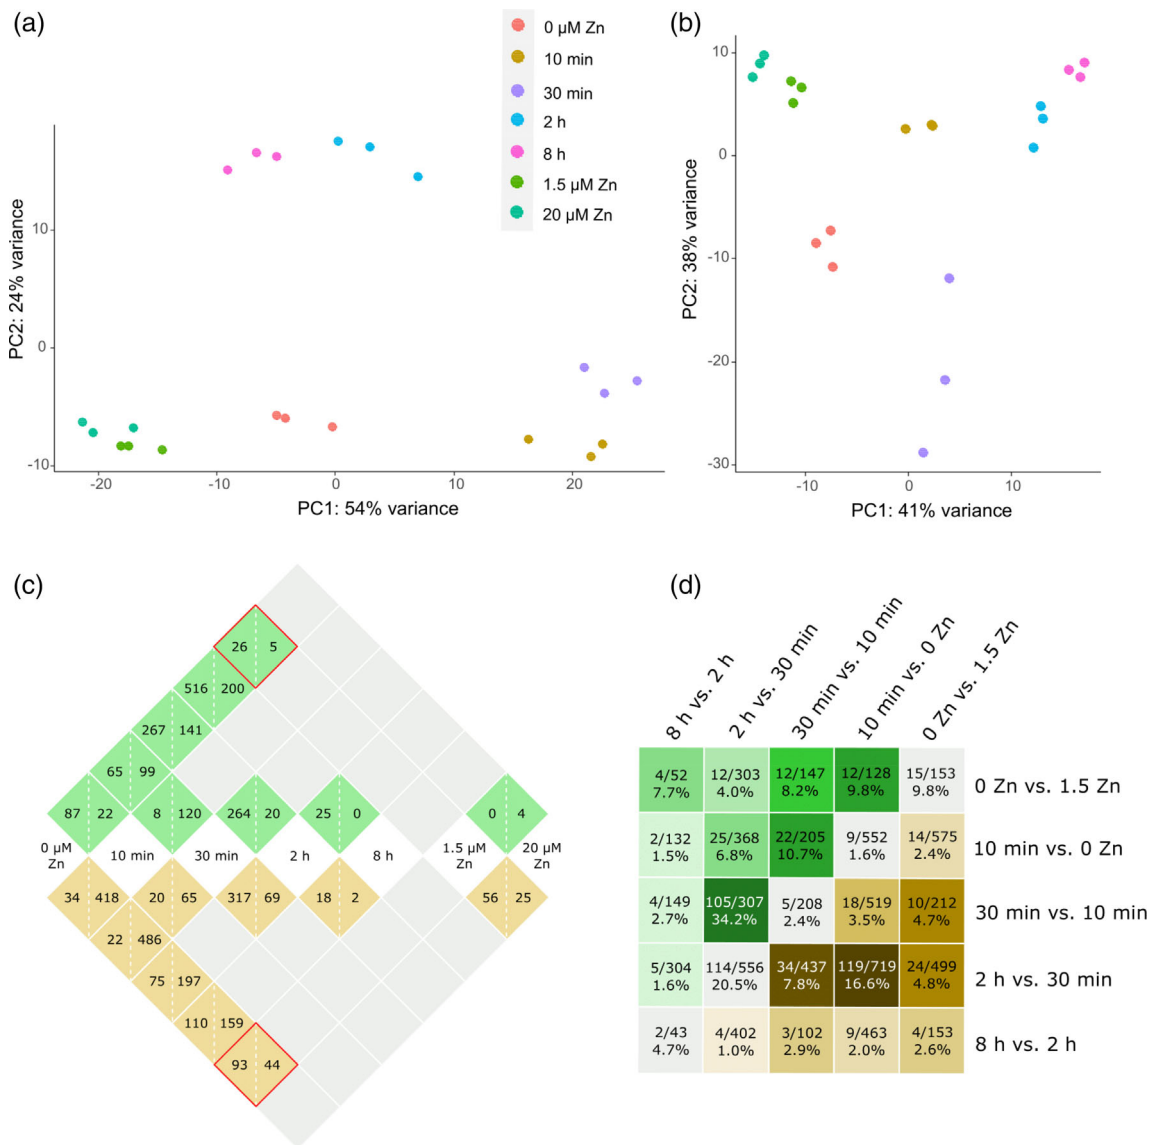 (a)
0 µM Zn
10 min
30 min
2 h
8 h
1.5 µM Zn
20 µM Zn
PC2: 24% variance
10
0
-10
-20
-10
0
10
20
PC1: 54% variance
(b)
PC2: 38% variance
10
0
-10
-20
-30
-10
0
10
PC1: 41% variance
(c)
26 5
516 200
267 141
65 99
87 22 8 120 264 20 25 0 0 4
0 µM Zn 10 min 30 min 2 h 8 h 1.5 µM Zn 20 µM Zn
34 418 20 65 317 69 18 2 56 25
22 486
75 197
110 159
93 44
(d)
8 h vs. 2 h
2 h vs. 30 min
30 min vs. 10 min
10 min vs. 0 Zn
0 Zn vs. 1.5 Zn
4/52 12/303 12/147 12/128 15/153
7.7% 4.0% 8.2% 9.8% 9.8%
0 Zn vs. 1.5 Zn
2/132 25/368 22/205 9/552 14/575
1.5% 6.8% 10.7% 1.6% 2.4%
10 min vs. 0 Zn
4/149 105/307 5/208 18/519 10/212
2.7% 34.2% 2.4% 3.5% 4.7%
30 min vs. 10 min
5/304 114/556 34/437 119/719 24/499
1.6% 20.5% 7.8% 16.6% 4.8%
2 h vs. 30 min
2/43 4/402 3/102 9/463 4/153
4.7% 1.0% 2.9% 2.0% 2.6%
8 h vs. 2 h